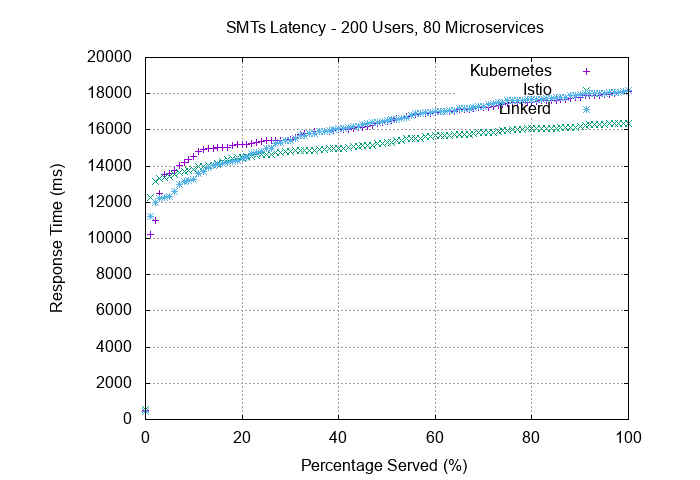 SMTs Latency - 200 Users, 80 Microservices
20000
18000
16000
14000
12000
10000
8000
6000
4000
2000
0
Response Time (ms)
Kubernetes
Istio
Linkerd
0 20 40 60 80 100
Percentage Served (%)